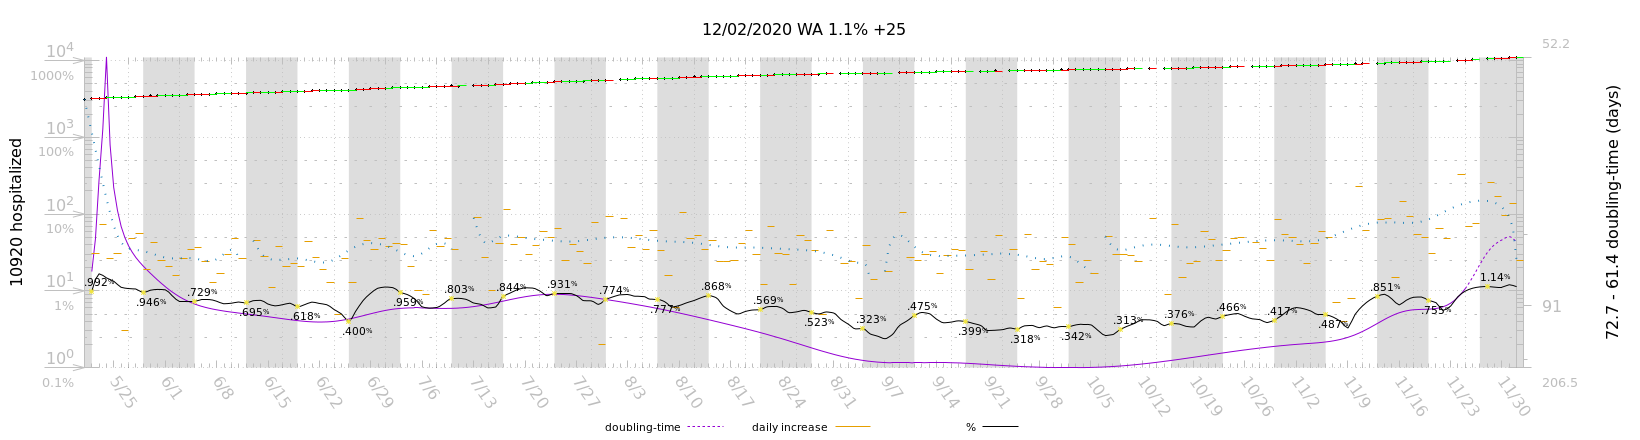 12/02/2020 WA 1.1% +25
10⁴
1000%
10³
100%
10²
10%
10¹
1%
10⁰
0.1%
10920 hospitalized
52.2
91
206.5
72.7 - 61.4 doubling-time (days)
.992% .946% .729% .695% .618% .400% .959% .803% .844% .931% .774% .777% .868% .569% .523% .323% .475% .399% .318% .342% .313% .376% .466% .417% .487% .851% .755% 1.14%
5/25 6/1 6/8 6/15 6/22 6/29 7/6 7/13 7/20 7/27 8/3 8/10 8/17 8/24 8/31 9/7 9/14 9/21 9/28 10/5 10/12 10/19 10/26 11/2 11/9 11/16 11/23 11/30
doubling-time daily increase %